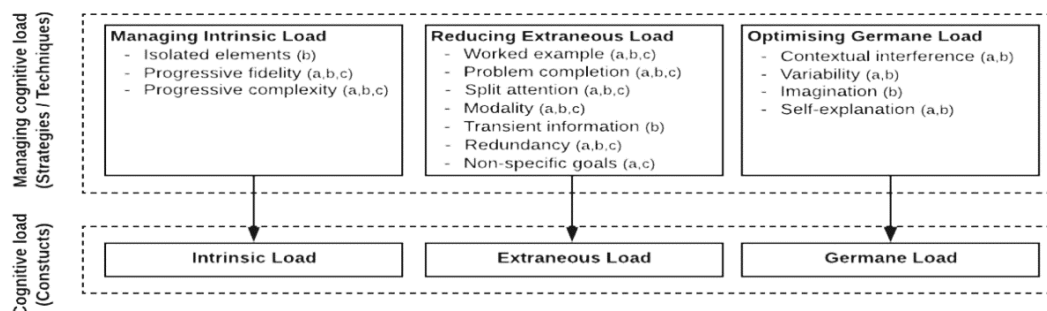 Managing cognitive load
(Strategies / Techniques)
Managing Intrinsic Load
- Isolated elements (b)
- Progressive fidelity (a,b,c)
- Progressive complexity (a,b,c)
Reducing Extraneous Load
- Worked example (a,b,c)
- Problem completion (a,b,c)
- Split attention (a,b,c)
- Modality (a,b,c)
- Transient information (b)
- Redundancy (a,b,c)
- Non-specific goals (a,c)
Optimising Germane Load
- Contextual interference (a,b)
- Variability (a,b)
- Imagination (b)
- Self-explanation (a,b)
Cognitive load
(Constucts)
Intrinsic Load
Extraneous Load
Germane Load